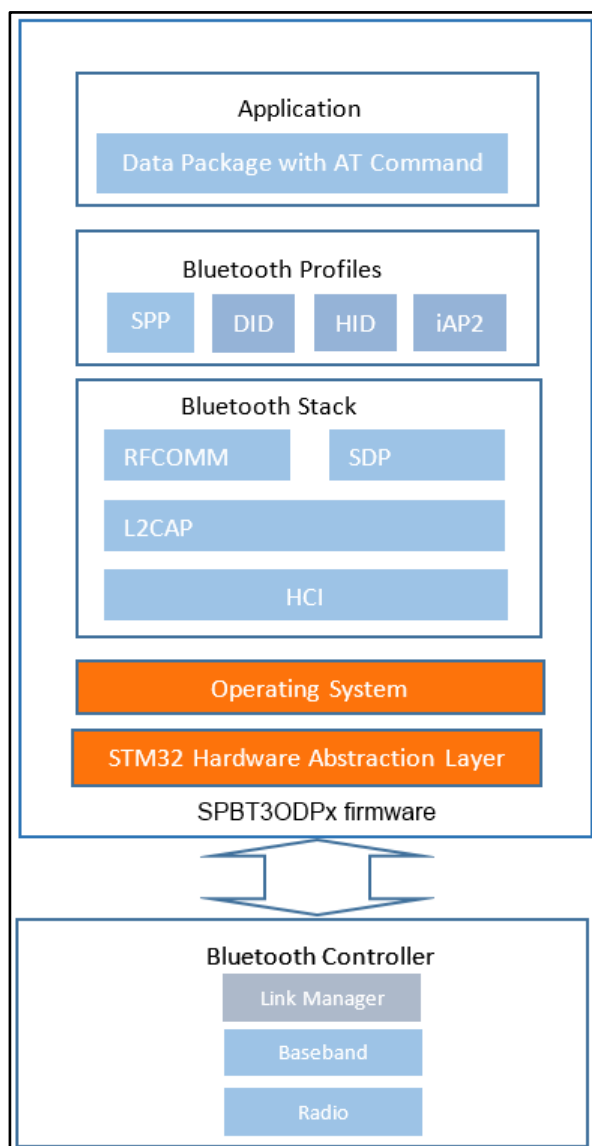 Application
Data Package with AT Command
Bluetooth Profiles
SPP DID HID iAP2
Bluetooth Stack
RFCOMM SDP
L2CAP
HCI
Operating System
STM32 Hardware Abstraction Layer
SPBT3ODPx firmware
Bluetooth Controller
Link Manager
Baseband
Radio